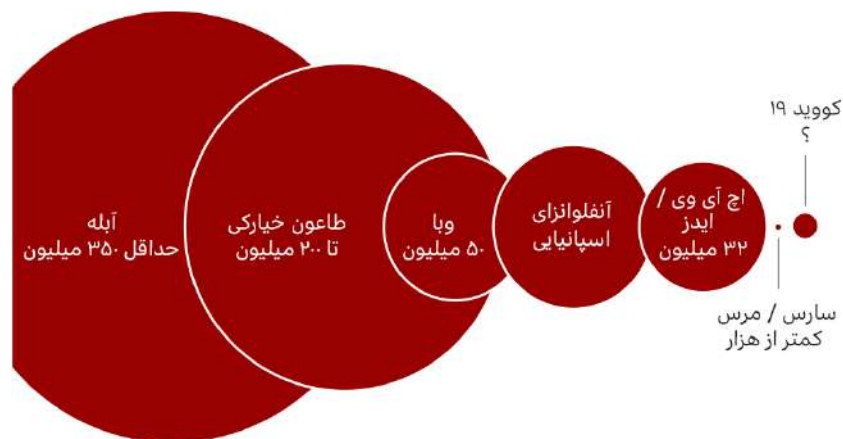 کووید ۱۹
؟
اچ آی وی /
ایدز
۳۲ میلیون
سارس / مرس
کمتر از هزار
آنفلوانزای
اسپانیایی
وبا
۵۰ میلیون
طاعون خیارکی
تا ۲۰۰ میلیون
آبله
حداقل ۳۵۰ میلیون